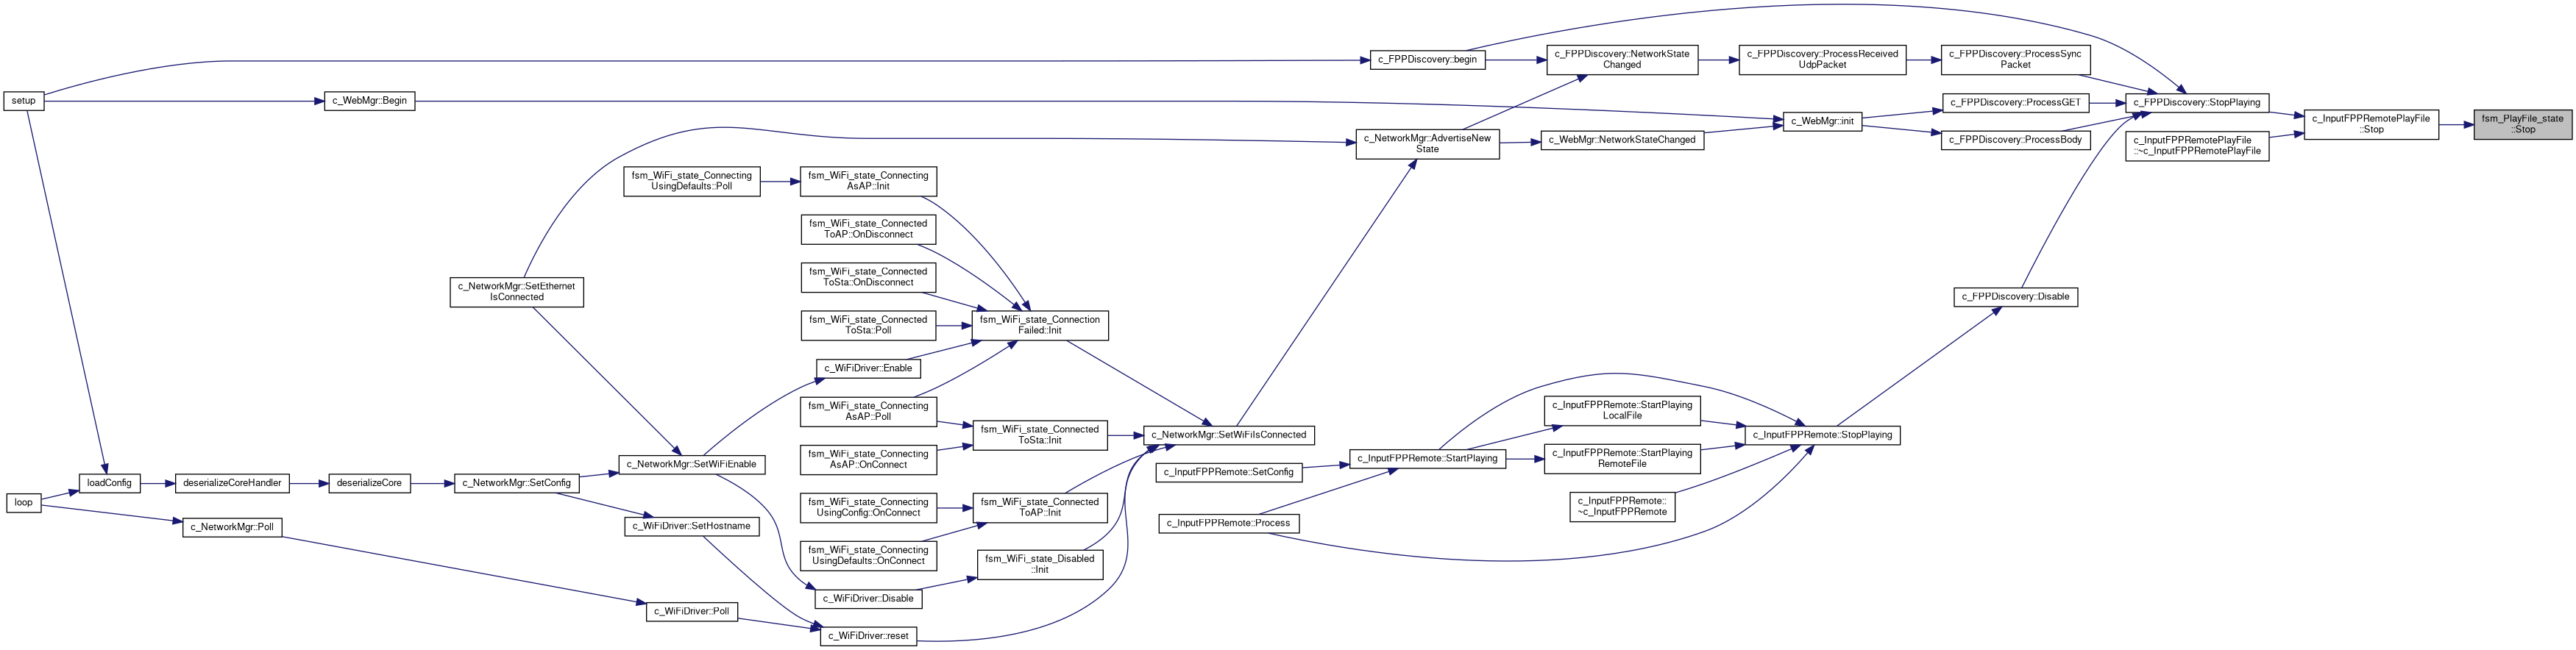 setup
loop
loadConfig
c_NetworkMgr::Poll
deserializeCoreHandler
c_WebMgr::Begin
deserializeCore
c_NetworkMgr::SetEthernet
IsConnected
c_NetworkMgr::SetConfig
fsm_WiFi_state_Connecting
UsingDefaults::Poll
c_NetworkMgr::SetWiFiEnable
c_WiFiDriver::SetHostname
c_WiFiDriver::Poll
fsm_WiFi_state_Connecting
AsAP::Init
fsm_WiFi_state_Connected
ToAP::OnDisconnect
fsm_WiFi_state_Connected
ToSta::OnDisconnect
fsm_WiFi_state_Connected
ToSta::Poll
c_WiFiDriver::Enable
fsm_WiFi_state_Connecting
AsAP::Poll
fsm_WiFi_state_Connecting
AsAP::OnConnect
fsm_WiFi_state_Connecting
UsingConfig::OnConnect
fsm_WiFi_state_Connecting
UsingDefaults::OnConnect
c_WiFiDriver::Disable
c_WiFiDriver::reset
fsm_WiFi_state_Connection
Failed::Init
fsm_WiFi_state_Connected
ToSta::Init
fsm_WiFi_state_Connected
ToAP::Init
fsm_WiFi_state_Disabled
::Init
c_NetworkMgr::SetWiFiIsConnected
c_InputFPPRemote::SetConfig
c_InputFPPRemote::Process
c_FPPDiscovery::begin
c_NetworkMgr::AdvertiseNew
State
c_InputFPPRemote::StartPlaying
c_FPPDiscovery::NetworkState
Changed
c_WebMgr::NetworkStateChanged
c_InputFPPRemote::StartPlaying
LocalFile
c_InputFPPRemote::StartPlaying
RemoteFile
c_InputFPPRemote::
~c_InputFPPRemote
c_FPPDiscovery::ProcessReceived
UdpPacket
c_WebMgr::init
c_InputFPPRemote::StopPlaying
c_FPPDiscovery::ProcessSync
Packet
c_FPPDiscovery::ProcessGET
c_FPPDiscovery::ProcessBody
c_FPPDiscovery::Disable
c_FPPDiscovery::StopPlaying
c_InputFPPRemotePlayFile
::~c_InputFPPRemotePlayFile
c_InputFPPRemotePlayFile
::Stop
fsm_PlayFile_state
::Stop